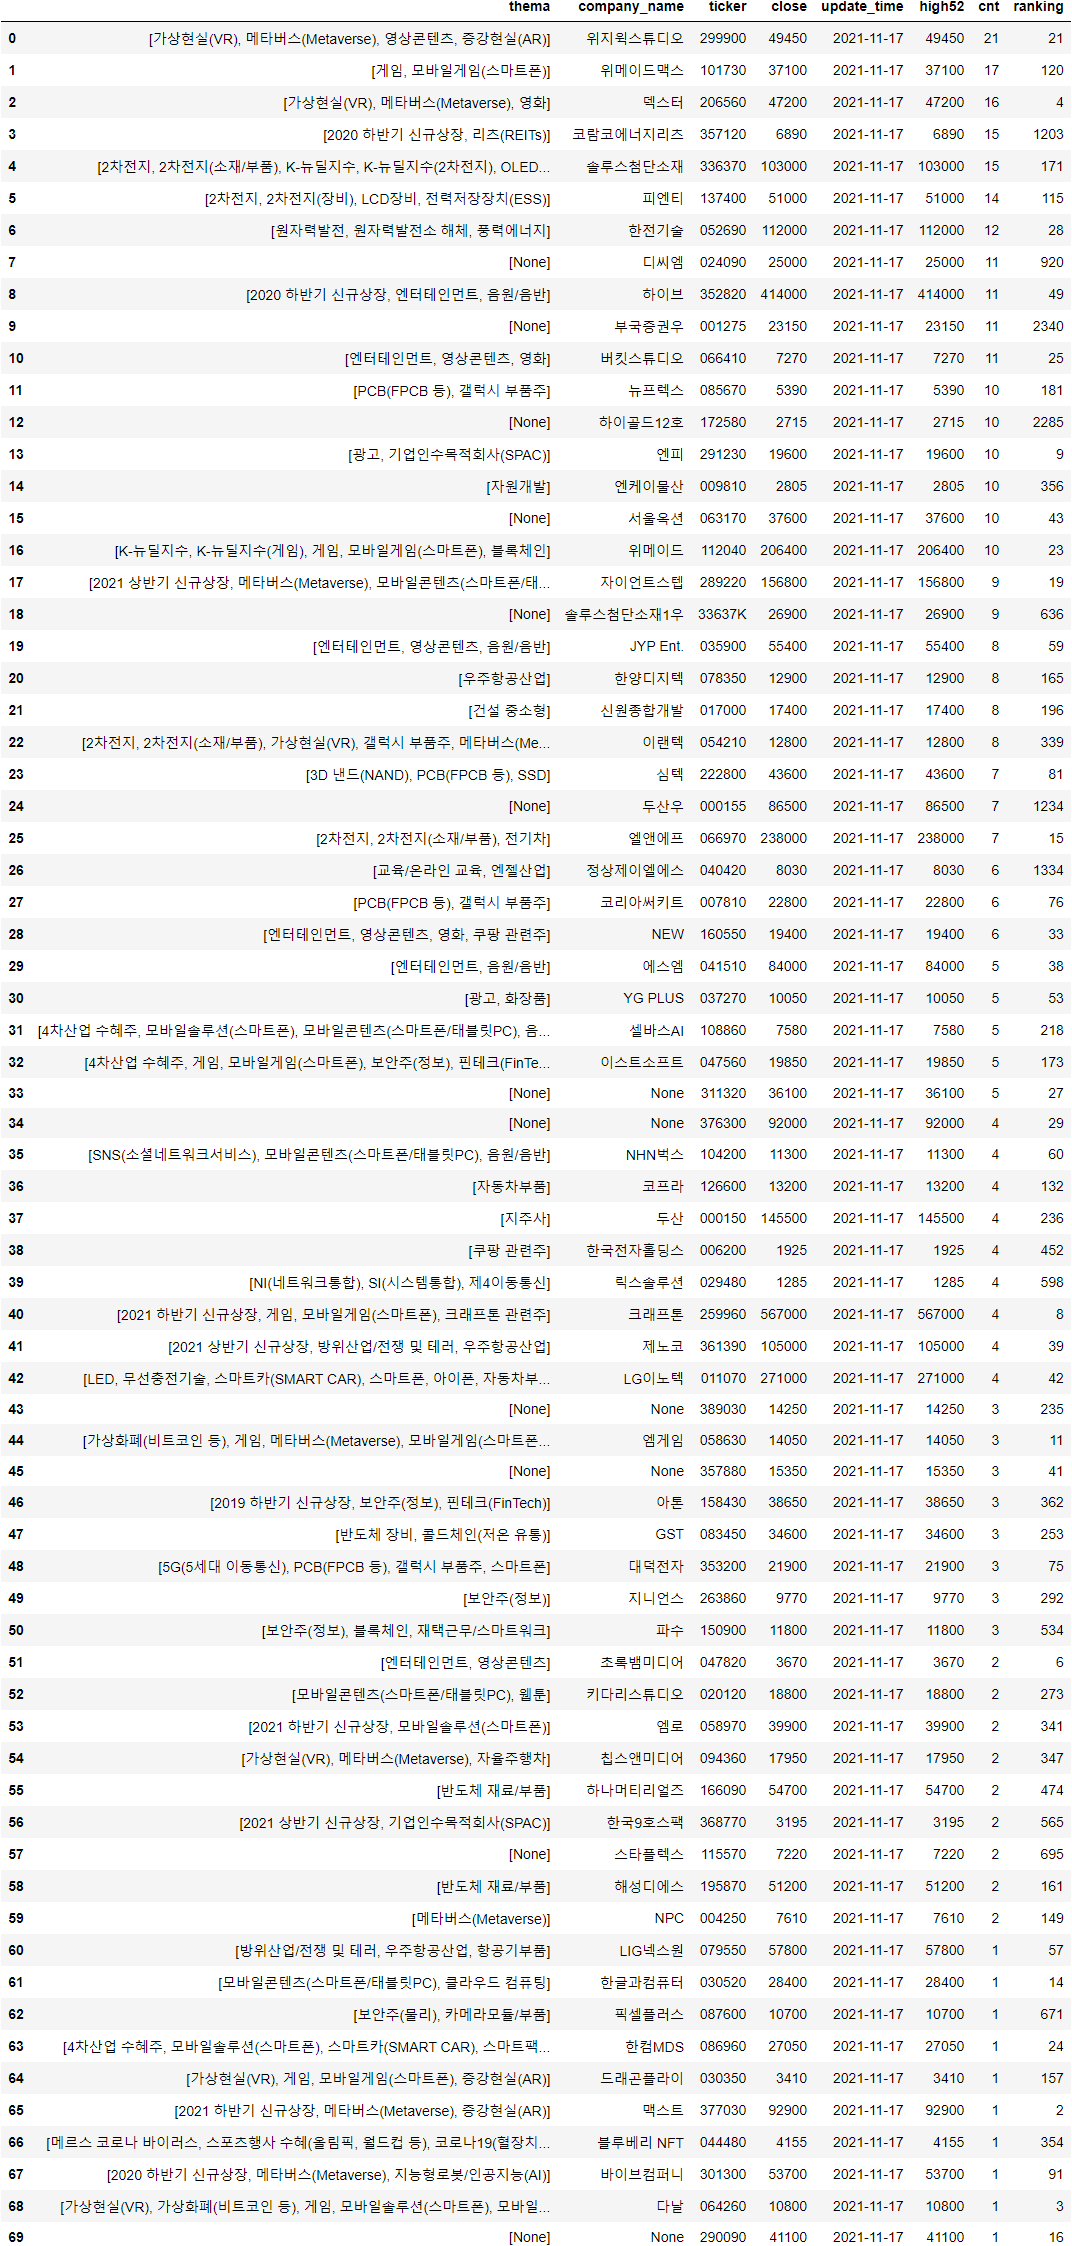 thema company_name ticker close update_time high52 cnt ranking
0 [가상현실(VR), 메타버스(Metaverse), 영상콘텐츠, 증강현실(AR)] 위지윅스튜디오 299900 49450 2021-11-17 49450 21 21
1 [게임, 모바일게임(스마트폰)] 위메이드맥스 101730 37100 2021-11-17 37100 17 120
2 [가상현실(VR), 메타버스(Metaverse), 영화] 덱스터 206560 47200 2021-11-17 47200 16 4
3 [2020 하반기 신규상장, 리츠(REITs)] 코람코에너지리츠 357120 6890 2021-11-17 6890 15 1203
4 [2차전지, 2차전지(소재/부품), K-뉴딜지수, K-뉴딜지수(2차전지), OLED... 솔루스첨단소재 336370 103000 2021-11-17 103000 15 171
5 [2차전지, 2차전지(장비), LCD장비, 전력저장장치(ESS)] 피엔티 137400 51000 2021-11-17 51000 14 115
6 [원자력발전, 원자력발전소 해체, 풍력에너지] 한전기술 052690 112000 2021-11-17 112000 12 28
7 [None] 디씨엠 024090 25000 2021-11-17 25000 11 920
8 [2020 하반기 신규상장, 엔터테인먼트, 음원/음반] 하이브 352820 414000 2021-11-17 414000 11 49
9 [None] 부국증권우 001275 23150 2021-11-17 23150 11 2340
10 [엔터테인먼트, 영상콘텐츠, 영화] 버킷스튜디오 066410 7270 2021-11-17 7270 11 25
11 [PCB(FPCB 등), 갤럭시 부품주] 뉴프렉스 085670 5390 2021-11-17 5390 10 181
12 [None] 하이골드12호 172580 2715 2021-11-17 2715 10 2285
13 [광고, 기업인수목적회사(SPAC)] 엔피 291230 19600 2021-11-17 19600 10 9
14 [자원개발] 엔케이물산 009810 2805 2021-11-17 2805 10 356
15 [None] 서울옥션 063170 37600 2021-11-17 37600 10 43
16 [K-뉴딜지수, K-뉴딜지수(게임), 게임, 모바일게임(스마트폰), 블록체인] 위메이드 112040 206400 2021-11-17 206400 10 23
17 [2021 상반기 신규상장, 메타버스(Metaverse), 모바일콘텐츠(스마트폰/태... 자이언트스텝 289220 156800 2021-11-17 156800 9 19
18 [None] 솔루스첨단소재1우 33637K 26900 2021-11-17 26900 9 636
19 [엔터테인먼트, 영상콘텐츠, 음원/음반] JYP Ent. 035900 55400 2021-11-17 55400 8 59
20 [우주항공산업] 한양디지텍 078350 12900 2021-11-17 12900 8 165
21 [건설 중소형] 신원종합개발 017000 17400 2021-11-17 17400 8 196
22 [2차전지, 2차전지(소재/부품), 가상현실(VR), 갤럭시 부품주, 메타버스(Me... 이랜텍 054210 12800 2021-11-17 12800 8 339
23 [3D 낸드(NAND), PCB(FPCB 등), SSD] 심텍 222800 43600 2021-11-17 43600 7 81
24 [None] 두산우 000155 86500 2021-11-17 86500 7 1234
25 [2차전지, 2차전지(소재/부품), 전기차] 엘앤에프 066970 238000 2021-11-17 238000 7 15
26 [교육/온라인 교육, 엔젤산업] 정상제이엘에스 040420 8030 2021-11-17 8030 6 1334
27 [PCB(FPCB 등), 갤럭시 부품주] 코리아써키트 007810 22800 2021-11-17 22800 6 76
28 [엔터테인먼트, 영상콘텐츠, 영화, 쿠팡 관련주] NEW 160550 19400 2021-11-17 19400 6 33
29 [엔터테인먼트, 음원/음반] 에스엠 041510 84000 2021-11-17 84000 5 38
30 [광고, 화장품] YG PLUS 037270 10050 2021-11-17 10050 5 53
31 [4차산업 수혜주, 모바일솔루션(스마트폰), 모바일콘텐츠(스마트폰/태블릿PC), 음... 셀바스AI 108860 7580 2021-11-17 7580 5 218
32 [4차산업 수혜주, 게임, 모바일게임(스마트폰), 보안주(정보), 핀테크(FinTe... 이스트소프트 047560 19850 2021-11-17 19850 5 173
33 [None] None 311320 36100 2021-11-17 36100 5 27
34 [None] None 376300 92000 2021-11-17 92000 4 29
35 [SNS(소셜네트워크서비스), 모바일콘텐츠(스마트폰/태블릿PC), 음원/음반] NHN벅스 104200 11300 2021-11-17 11300 4 60
36 [자동차부품] 코프라 126600 13200 2021-11-17 13200 4 132
37 [지주사] 두산 000150 145500 2021-11-17 145500 4 236
38 [쿠팡 관련주] 한국전자홀딩스 006200 1925 2021-11-17 1925 4 452
39 [NI(네트워크통합), SI(시스템통합), 제4이동통신] 릭스솔루션 029480 1285 2021-11-17 1285 4 598
40 [2021 하반기 신규상장, 게임, 모바일게임(스마트폰), 크래프톤 관련주] 크래프톤 259960 567000 2021-11-17 567000 4 8
41 [2021 상반기 신규상장, 방위산업/전쟁 및 테러, 우주항공산업] 제노코 361390 105000 2021-11-17 105000 4 39
42 [LED, 무선충전기술, 스마트카(SMART CAR), 스마트폰, 아이폰, 자동차부... LG이노텍 011070 271000 2021-11-17 271000 4 42
43 [None] None 389030 14250 2021-11-17 14250 3 235
44 [가상화폐(비트코인 등), 게임, 메타버스(Metaverse), 모바일게임(스마트폰... 엠게임 058630 14050 2021-11-17 14050 3 11
45 [None] None 357880 15350 2021-11-17 15350 3 41
46 [2019 하반기 신규상장, 보안주(정보), 핀테크(FinTech)] 아톤 158430 38650 2021-11-17 38650 3 362
47 [반도체 장비, 콜드체인(저온 유통)] GST 083450 34600 2021-11-17 34600 3 253
48 [5G(5세대 이동통신), PCB(FPCB 등), 갤럭시 부품주, 스마트폰] 대덕전자 353200 21900 2021-11-17 21900 3 75
49 [보안주(정보)] 지니언스 263860 9770 2021-11-17 9770 3 292
50 [보안주(정보), 블록체인, 재택근무/스마트워크] 파수 150900 11800 2021-11-17 11800 3 534
51 [엔터테인먼트, 영상콘텐츠] 초록뱀미디어 047820 3670 2021-11-17 3670 2 6
52 [모바일콘텐츠(스마트폰/태블릿PC), 웹툰] 키다리스튜디오 020120 18800 2021-11-17 18800 2 273
53 [2021 하반기 신규상장, 모바일솔루션(스마트폰)] 엠로 058970 39900 2021-11-17 39900 2 341
54 [가상현실(VR), 메타버스(Metaverse), 자율주행차] 칩스앤미디어 094360 17950 2021-11-17 17950 2 347
55 [반도체 재료/부품] 하나머티리얼즈 166090 54700 2021-11-17 54700 2 474
56 [2021 상반기 신규상장, 기업인수목적회사(SPAC)] 한국9호스팩 368770 3195 2021-11-17 3195 2 565
57 [None] 스타플렉스 115570 7220 2021-11-17 7220 2 695
58 [반도체 재료/부품] 해성디에스 195870 51200 2021-11-17 51200 2 161
59 [메타버스(Metaverse)] NPC 004250 7610 2021-11-17 7610 2 149
60 [방위산업/전쟁 및 테러, 우주항공산업, 항공기부품] LIG넥스원 079550 57800 2021-11-17 57800 1 57
61 [모바일콘텐츠(스마트폰/태블릿PC), 클라우드 컴퓨팅] 한글과컴퓨터 030520 28400 2021-11-17 28400 1 14
62 [보안주(물리), 카메라모듈/부품] 픽셀플러스 087600 10700 2021-11-17 10700 1 671
63 [4차산업 수혜주, 모바일솔루션(스마트폰), 스마트카(SMART CAR), 스마트팩... 한컴MDS 086960 27050 2021-11-17 27050 1 24
64 [가상현실(VR), 게임, 모바일게임(스마트폰), 증강현실(AR)] 드래곤플라이 030350 3410 2021-11-17 3410 1 157
65 [2021 하반기 신규상장, 메타버스(Metaverse), 증강현실(AR)] 맥스트 377030 92900 2021-11-17 92900 1 2
66 [메르스 코로나 바이러스, 스포츠행사 수혜(올림픽, 월드컵 등), 코로나19(혈장치... 블루베리 NFT 044480 4155 2021-11-17 4155 1 354
67 [2020 하반기 신규상장, 메타버스(Metaverse), 지능형로봇/인공지능(AI)] 바이브컴퍼니 301300 53700 2021-11-17 53700 1 91
68 [가상현실(VR), 가상화폐(비트코인 등), 게임, 모바일솔루션(스마트폰), 모바일... 다날 064260 10800 2021-11-17 10800 1 3
69 [None] None 290090 41100 2021-11-17 41100 1 16